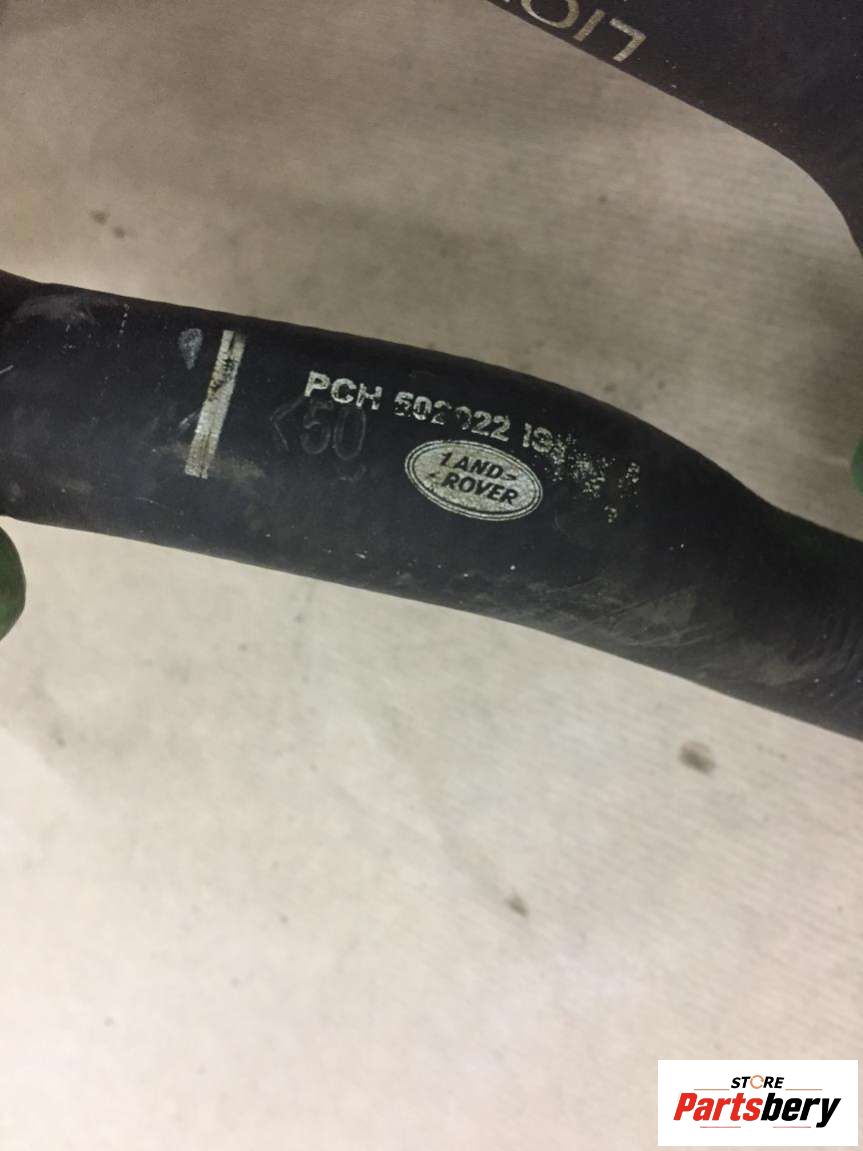 PCH 502022
<50
LAND
ROVER
STORE
Partsbery